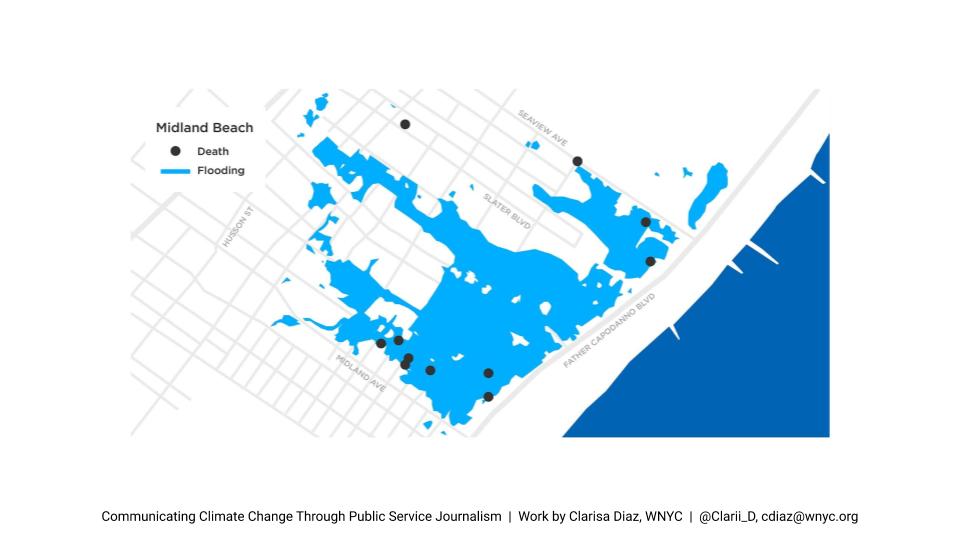 Midland Beach
Death
Flooding
SEAVIEW AVE
SLATER BLVD
HUSSON ST
FATHER CAPODANNO BLVD
MIDLAND AVE
Communicating Climate Change Through Public Service Journalism | Work by Clarisa Diaz, WNYC | @Clarii_D, cdiaz@wnyc.org